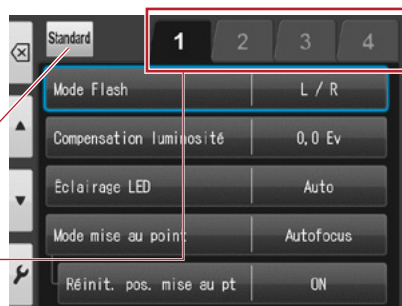 Standard
1 2 3 4
Mode Flash L / R
Compensation luminosité 0,0 Ev
Éclairage LED Auto
Mode mise au point Autofocus
Réinit. pos. mise au pt ON